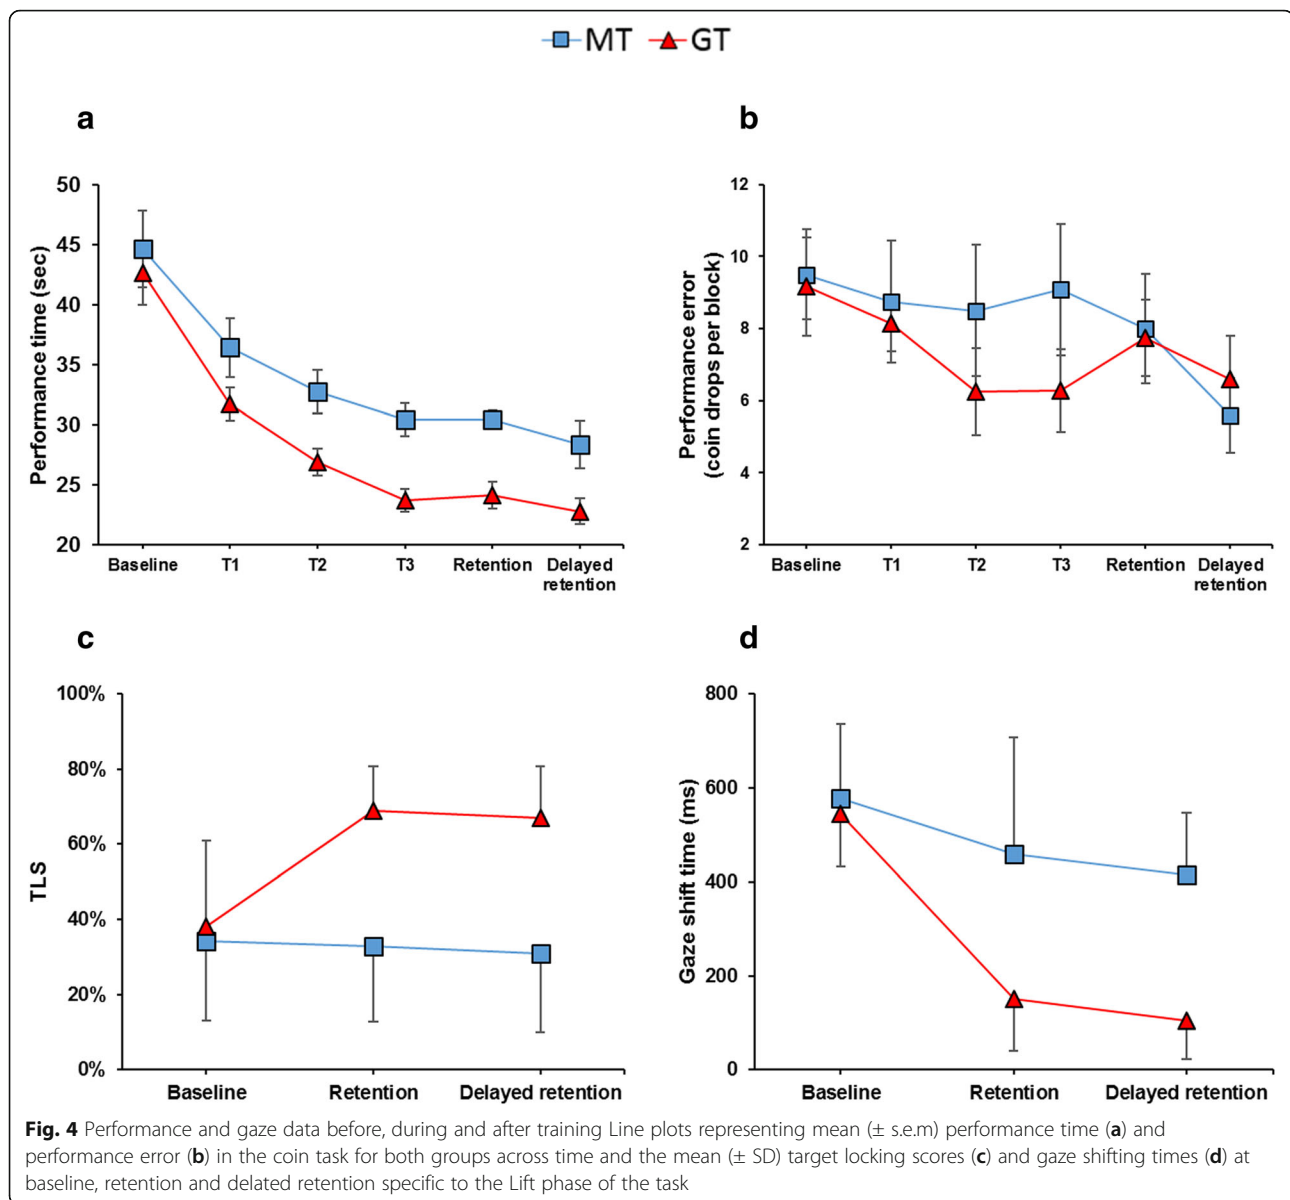 MT GT
a
50
45
40
35
30
25
20
Performance time (sec)
Baseline T1 T2 T3 Retention Delayed
retention
b
12
10
8
6
4
2
Performance error
(coin drops per block)
Baseline T1 T2 T3 Retention Delayed
retention
c
100%
80%
60%
40%
20%
0%
TLS
Baseline Retention Delayed retention
d
800
600
400
200
0
Gaze shift time (ms)
Baseline Retention Delayed retention
Fig. 4 Performance and gaze data before, during and after training Line plots representing mean (± s.e.m) performance time (a) and
performance error (b) in the coin task for both groups across time and the mean (± SD) target locking scores (c) and gaze shifting times (d) at
baseline, retention and delated retention specific to the Lift phase of the task